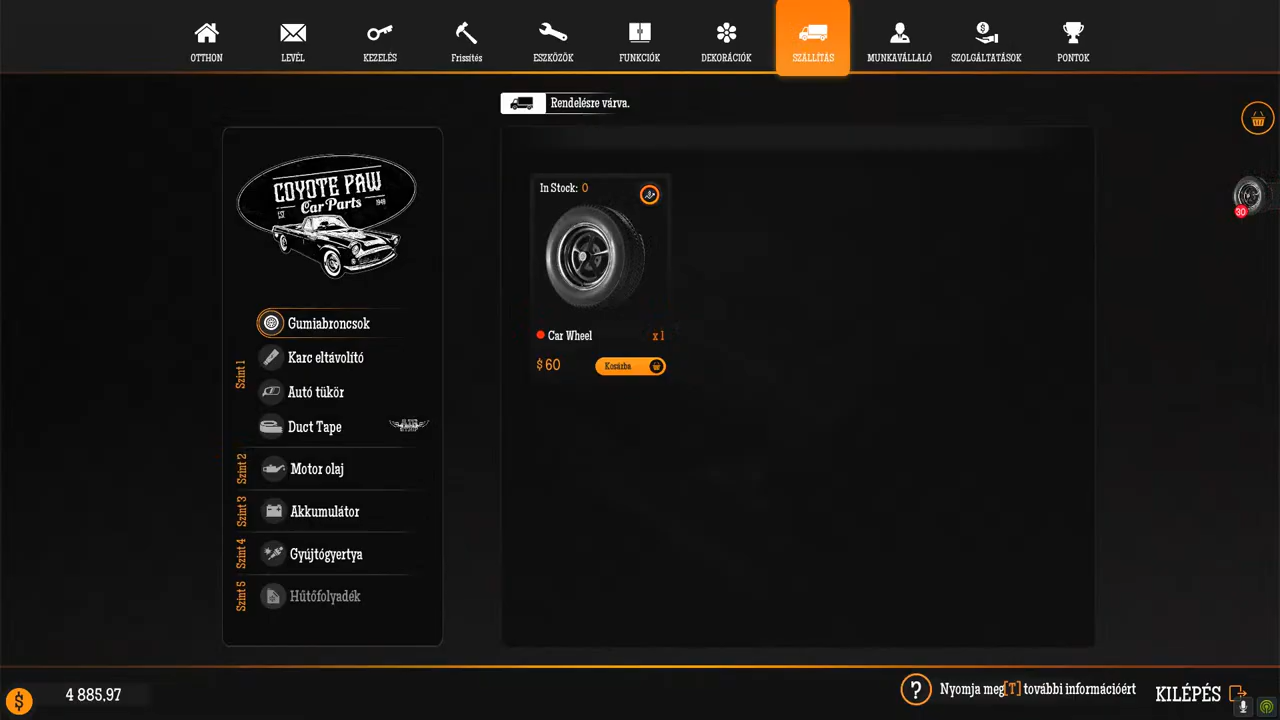 OTTHON
LEVÉL
KEZELÉS
Frissítés
ESZKÖZÖK
FUNKCIÓK
DEKORÁCIÓK
SZÁLLÍTÁS
MUNKAVÁLLALÓ
SZOLGÁLTATÁSOK
PONTOK
Rendelésre várva.
COYOTE PAW
Car Parts
EST 1949
In Stock: 0
30
Car Wheel x 1
$ 60 Kosárba
Szint 1
Gumiabroncsok
Karc eltávolító
Autó tükör
Duct Tape
Szint 2
Motor olaj
Szint 3
Akkumulátor
Szint 4
Gyújtógyertya
Szint 5
Hűtőfolyadék
$ 4 885,97
? Nyomja meg[T] további információért
KILÉPÉS